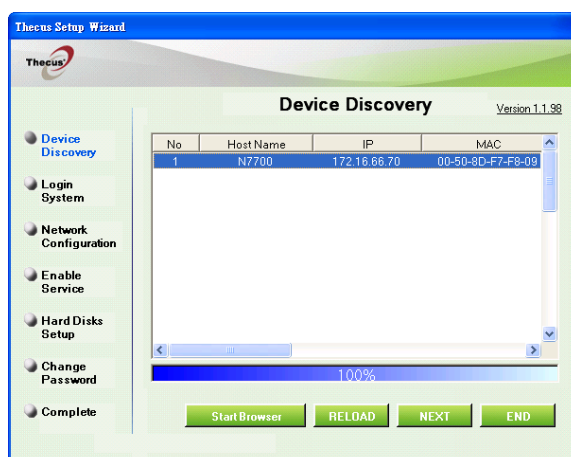 Thecus Setup Wizard
Thecus
Device Discovery
Version 1.1.98
Device
Discovery
Login
System
Network
Configuration
Enable
Service
Hard Disks
Setup
Change
Password
Complete
No Host Name IP MAC
1 N7700 172.16.66.70 00-50-8D-F7-F8-09
100%
Start Browser RELOAD NEXT END